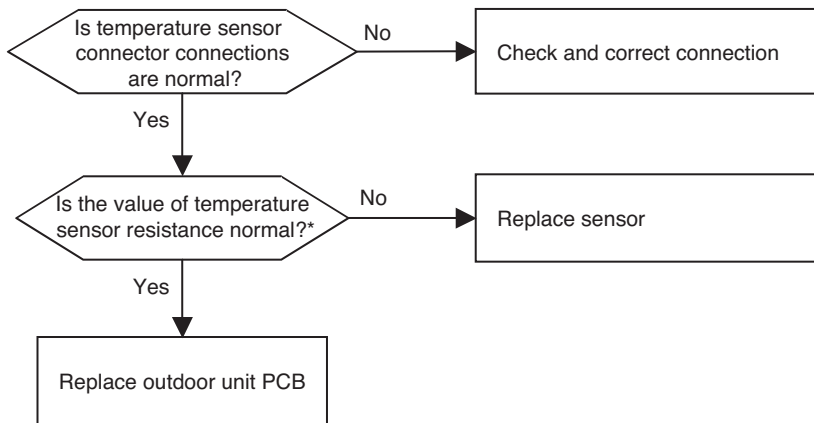 Is temperature sensor
connector connections
are normal?
No
Check and correct connection
Yes
Is the value of temperature
sensor resistance normal?*
No
Replace sensor
Yes
Replace outdoor unit PCB